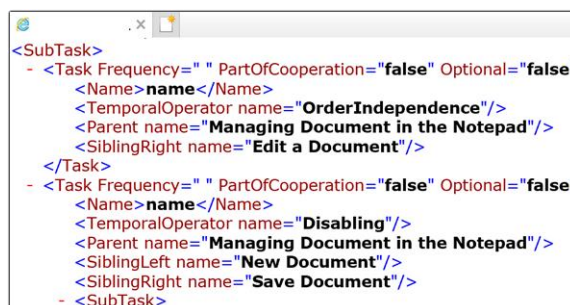 <SubTask>
- <Task Frequency=" " PartOfCooperation="false" Optional="false
<Name>name</Name>
<TemporalOperator name="OrderIndependence"/>
<Parent name="Managing Document in the Notepad"/>
<SiblingRight name="Edit a Document"/>
</Task>
- <Task Frequency=" " PartOfCooperation="false" Optional="false
<Name>name</Name>
<TemporalOperator name="Disabling"/>
<Parent name="Managing Document in the Notepad"/>
<SiblingLeft name="New Document"/>
<SiblingRight name="Save Document"/>
- <SubTask>